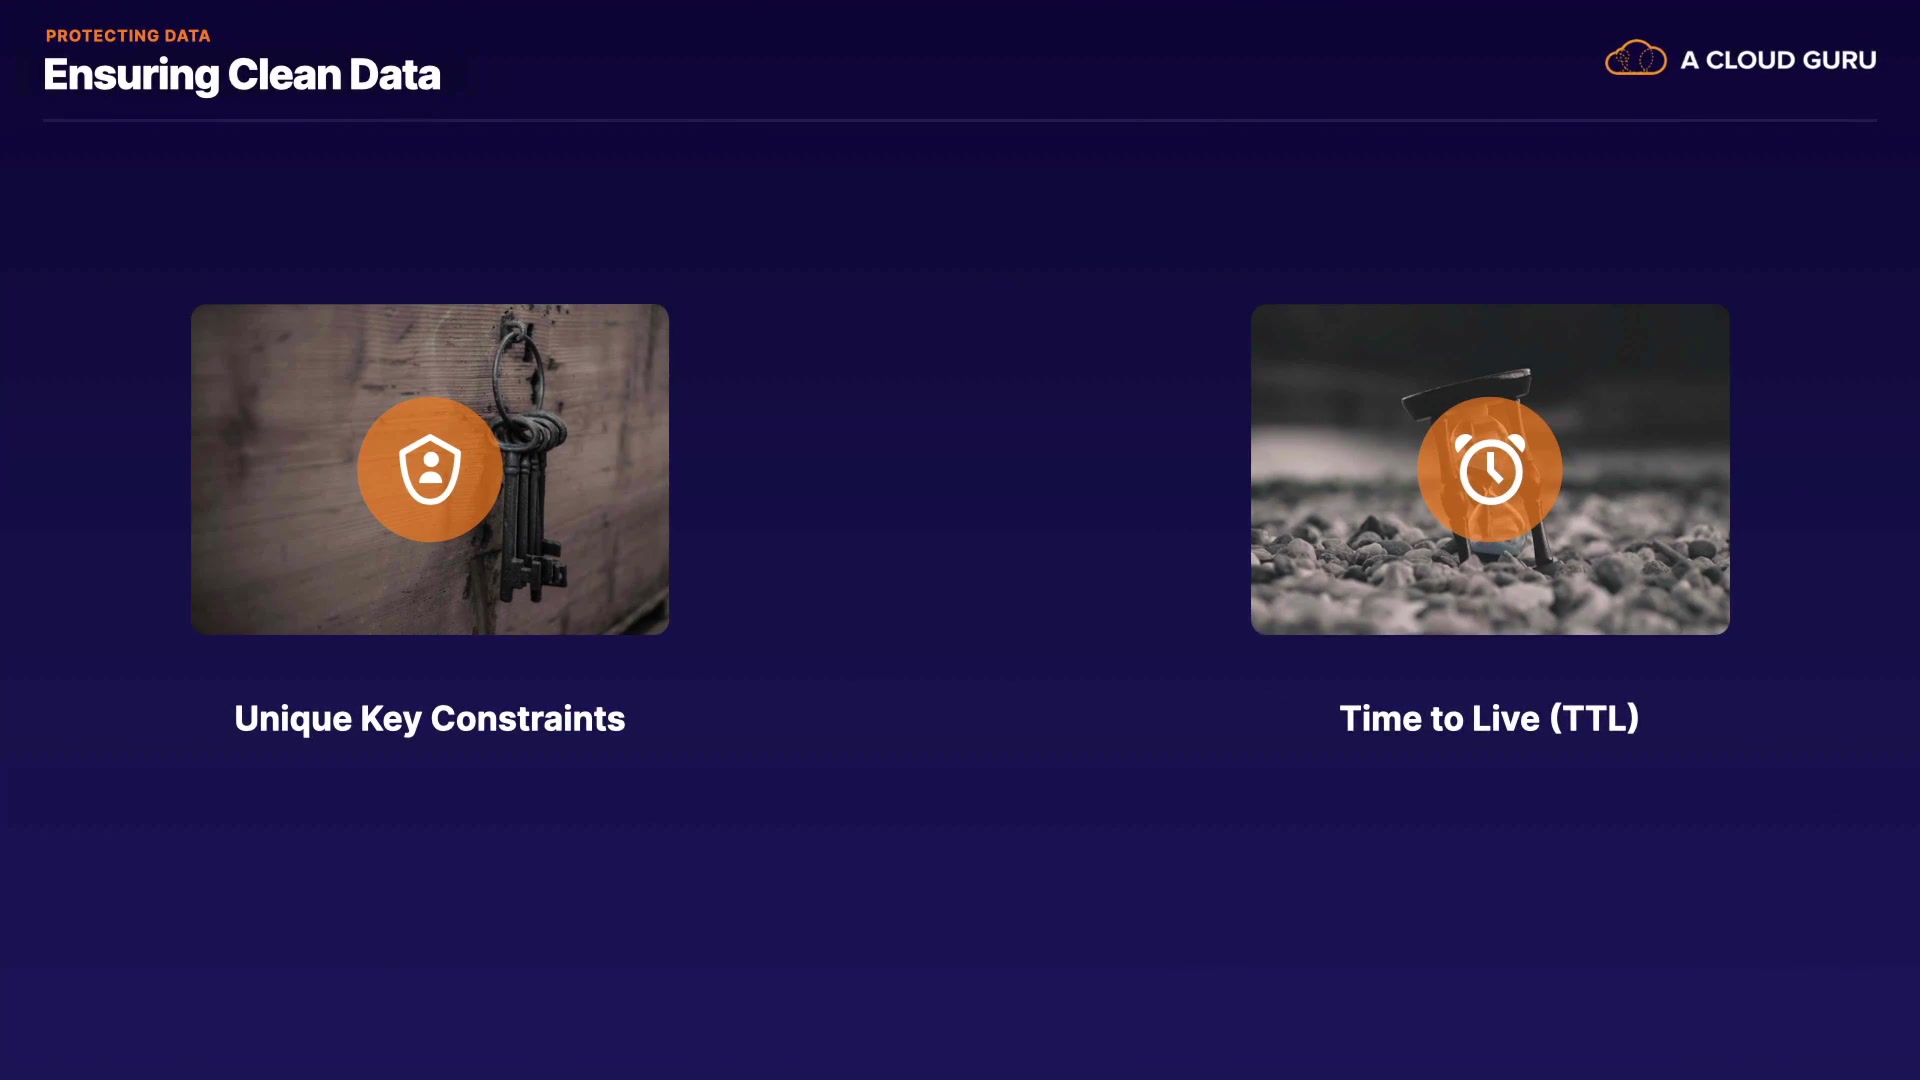 PROTECTING DATA
Ensuring Clean Data
A CLOUD GURU
Unique Key Constraints
Time to Live (TTL)